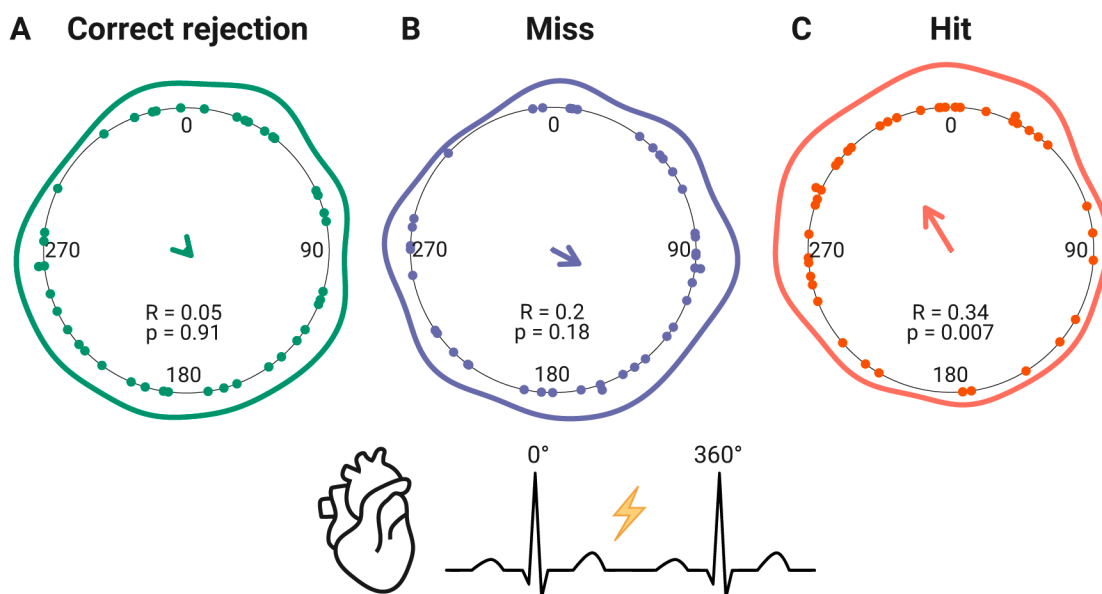 A Correct rejection
B Miss
C Hit
0
90
270
R = 0.05
p = 0.91
180
0
90
270
R = 0.2
p = 0.18
180
0
90
270
R = 0.34
p = 0.007
180
0°
360°